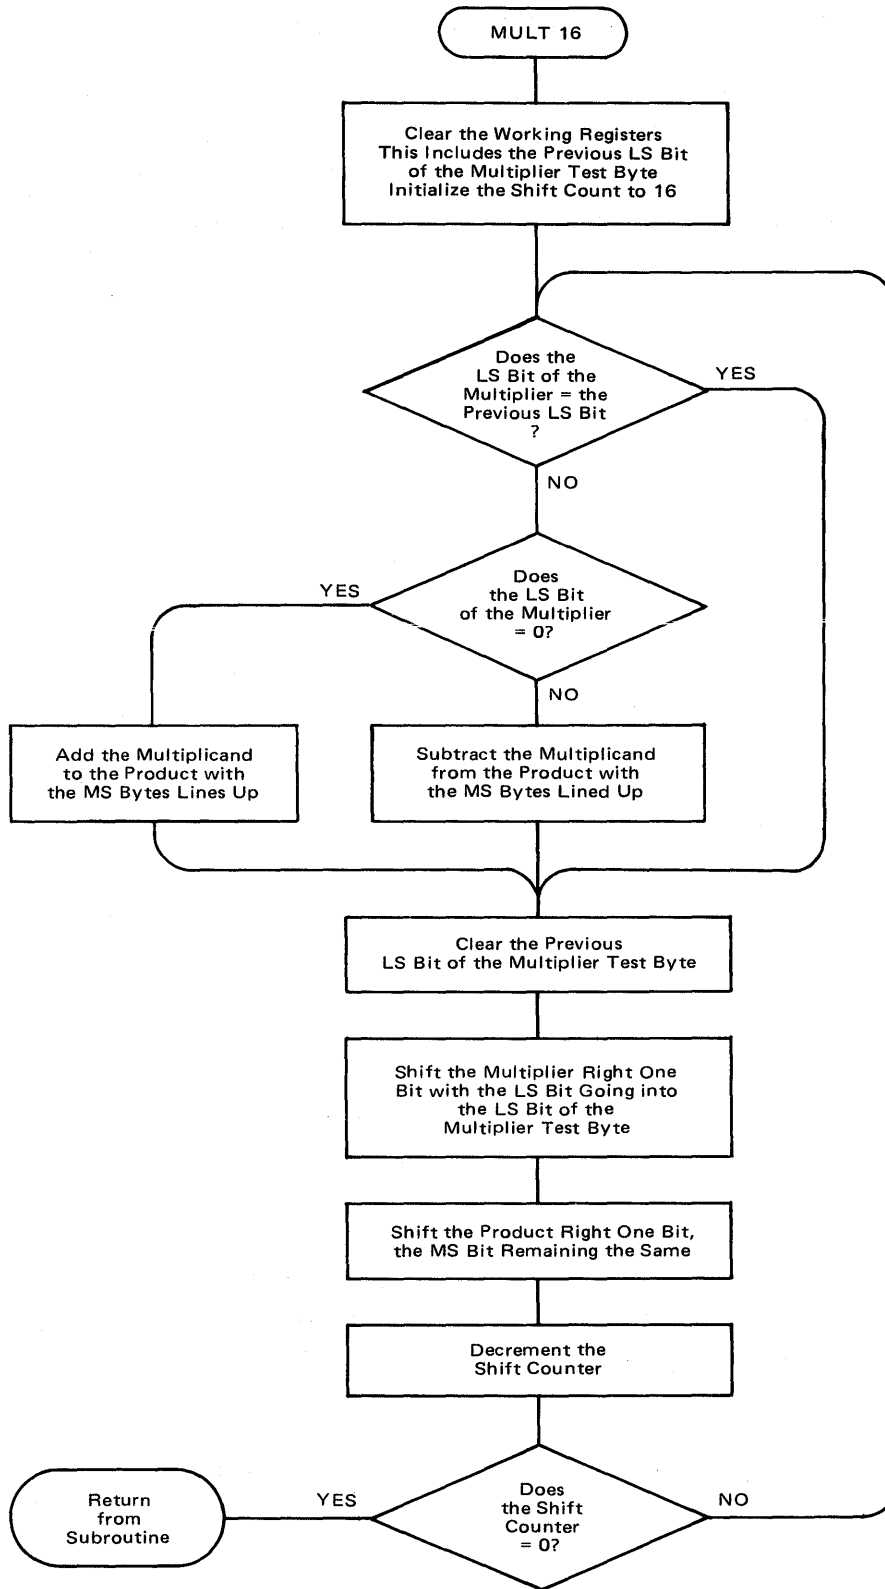 MULT 16
Clear the Working Registers
This Includes the Previous LS Bit
of the Multiplier Test Byte
Initialize the Shift Count to 16
Does the
LS Bit of the
Multiplier = the
Previous LS Bit
?
YES
NO
Does
the LS Bit
of the Multiplier
= 0?
YES
NO
Add the Multiplicand
to the Product with
the MS Bytes Lines Up
Subtract the Multiplicand
from the Product with
the MS Bytes Lined Up
Clear the Previous
LS Bit of the Multiplier Test Byte
Shift the Multiplier Right One
Bit with the LS Bit Going into
the LS Bit of the
Multiplier Test Byte
Shift the Product Right One Bit,
the MS Bit Remaining the Same
Decrement the
Shift Counter
Does
the Shift
Counter
= 0?
YES
NO
Return
from
Subroutine